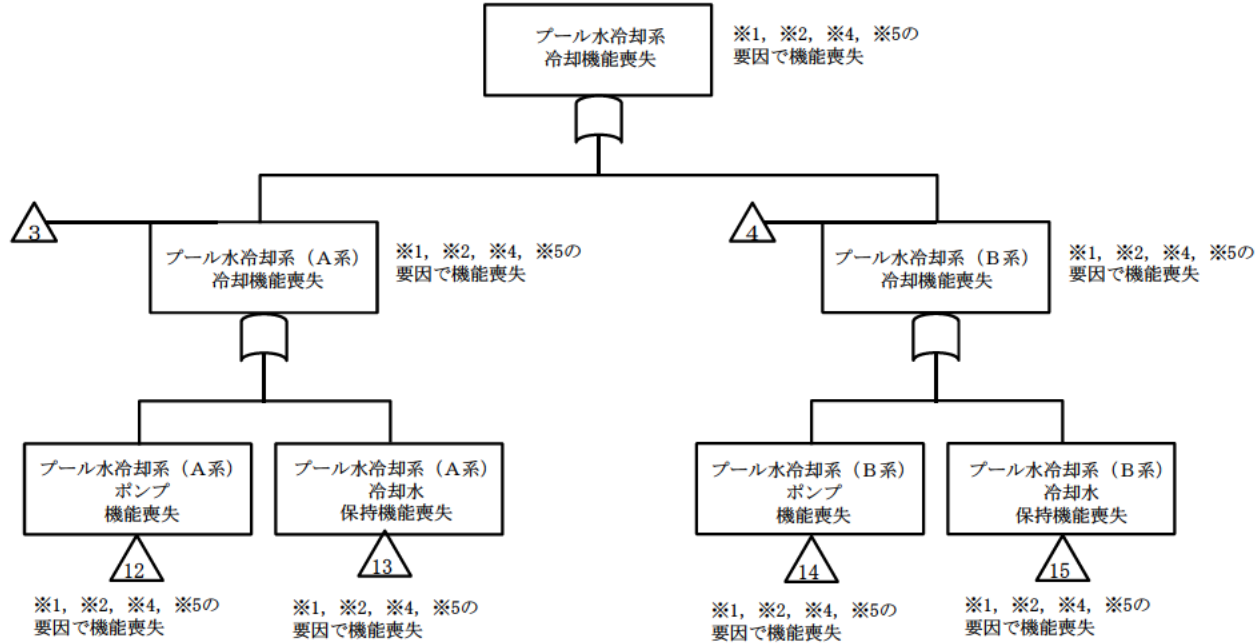 プール水冷却系
冷却機能喪失
※1, ※2, ※4, ※5の
要因で機能喪失
3
プール水冷却系（A系）
冷却機能喪失
※1, ※2, ※4, ※5の
要因で機能喪失
4
プール水冷却系（B系）
冷却機能喪失
※1, ※2, ※4, ※5の
要因で機能喪失
プール水冷却系（A系）
ポンプ
機能喪失
12
※1, ※2, ※4, ※5の
要因で機能喪失
プール水冷却系（A系）
冷却水
保持機能喪失
13
※1, ※2, ※4, ※5の
要因で機能喪失
プール水冷却系（B系）
ポンプ
機能喪失
14
※1, ※2, ※4, ※5の
要因で機能喪失
プール水冷却系（B系）
冷却水
保持機能喪失
15
※1, ※2, ※4, ※5の
要因で機能喪失